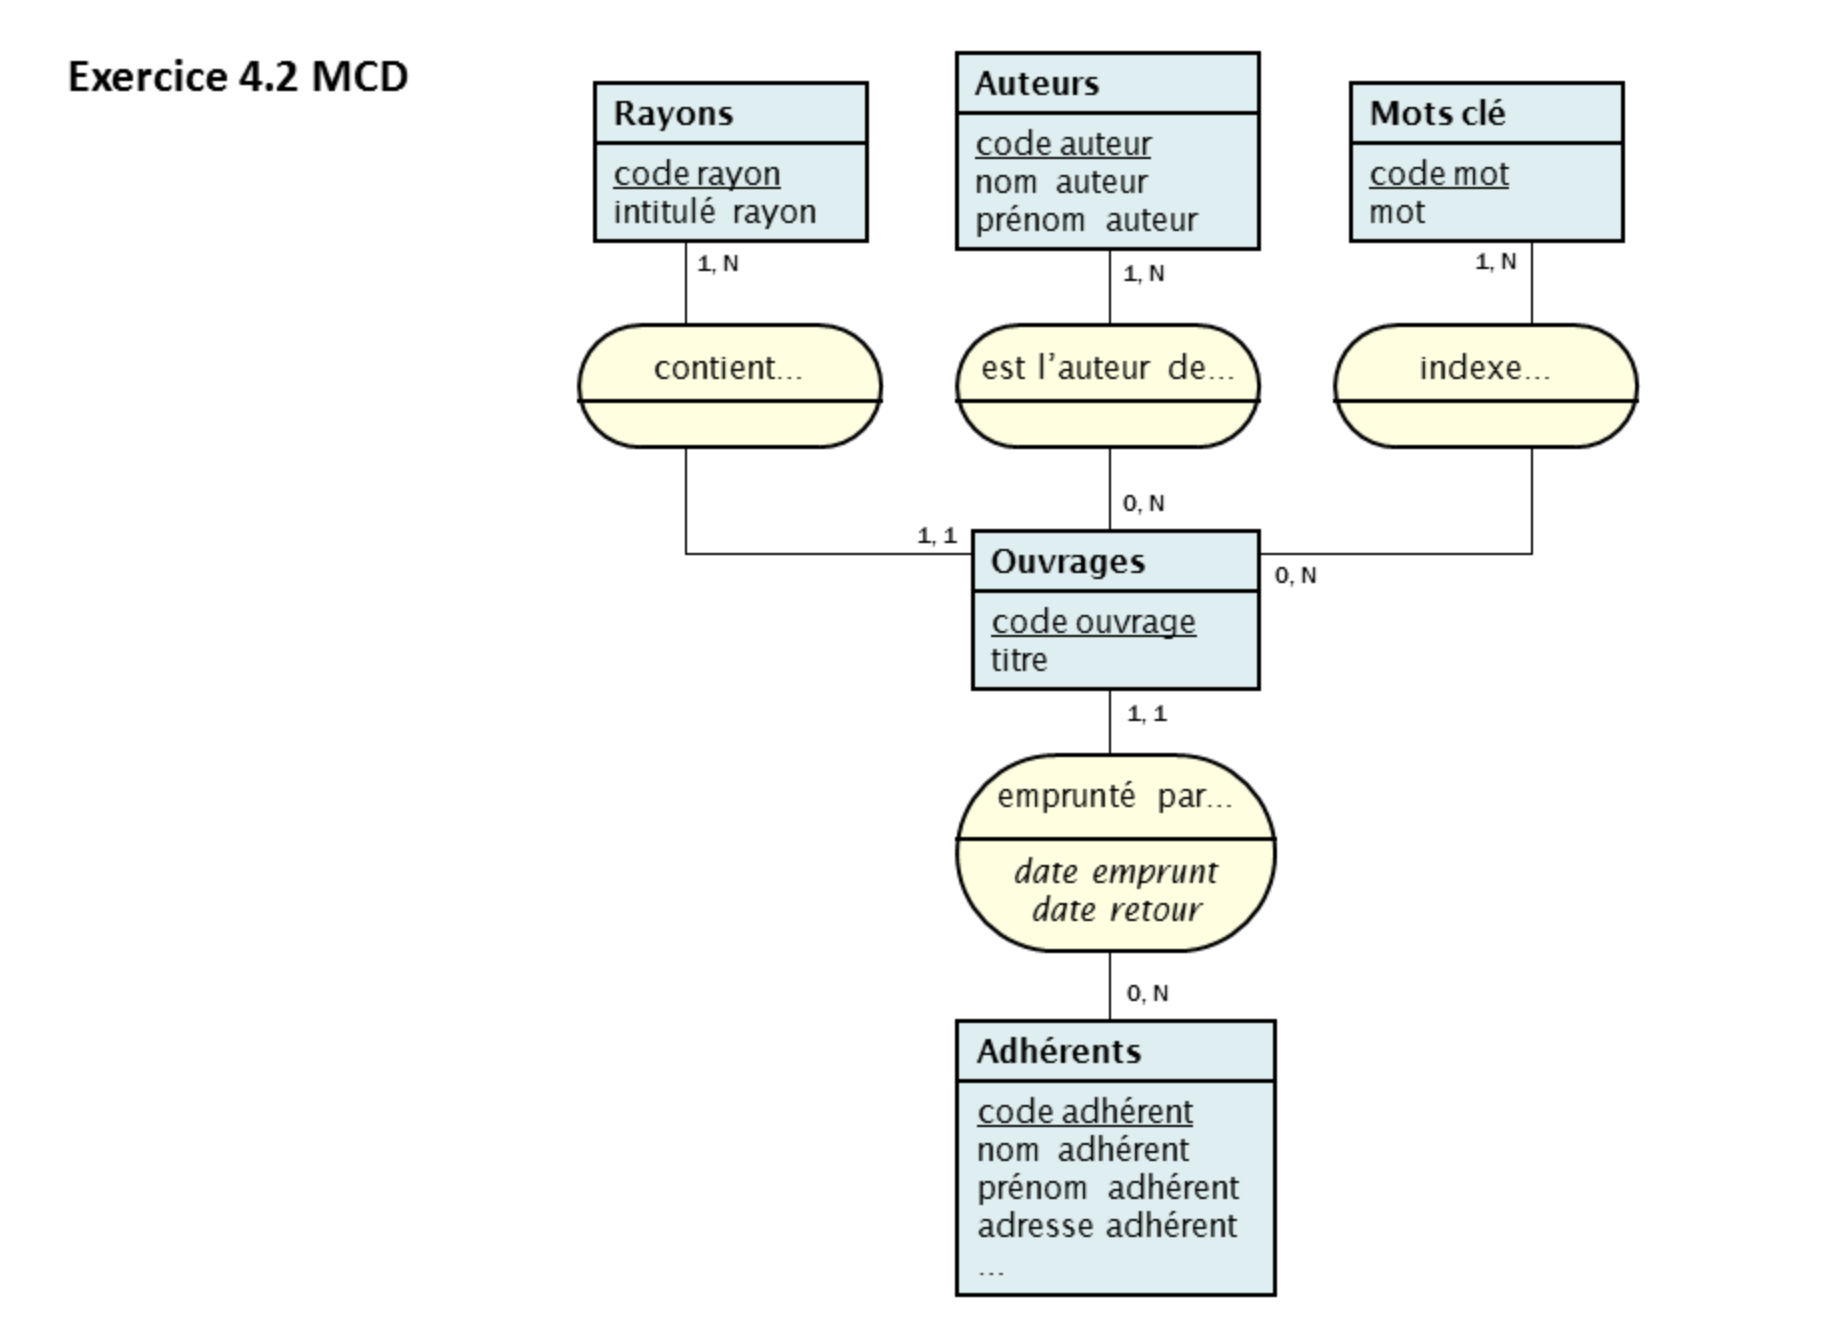 Exercice 4.2 MCD
Rayons
code rayon
intitulé rayon
Auteurs
code auteur
nom auteur
prénom auteur
Mots clé
code mot
mot
1, N
1, N
1, N
contient...
est l'auteur de...
indexe...
1, 1
0, N
0, N
Ouvrages
code ouvrage
titre
1, 1
emprunté par...
date emprunt
date retour
0, N
Adhérents
code adhérent
nom adhérent
prénom adhérent
adresse adhérent
...